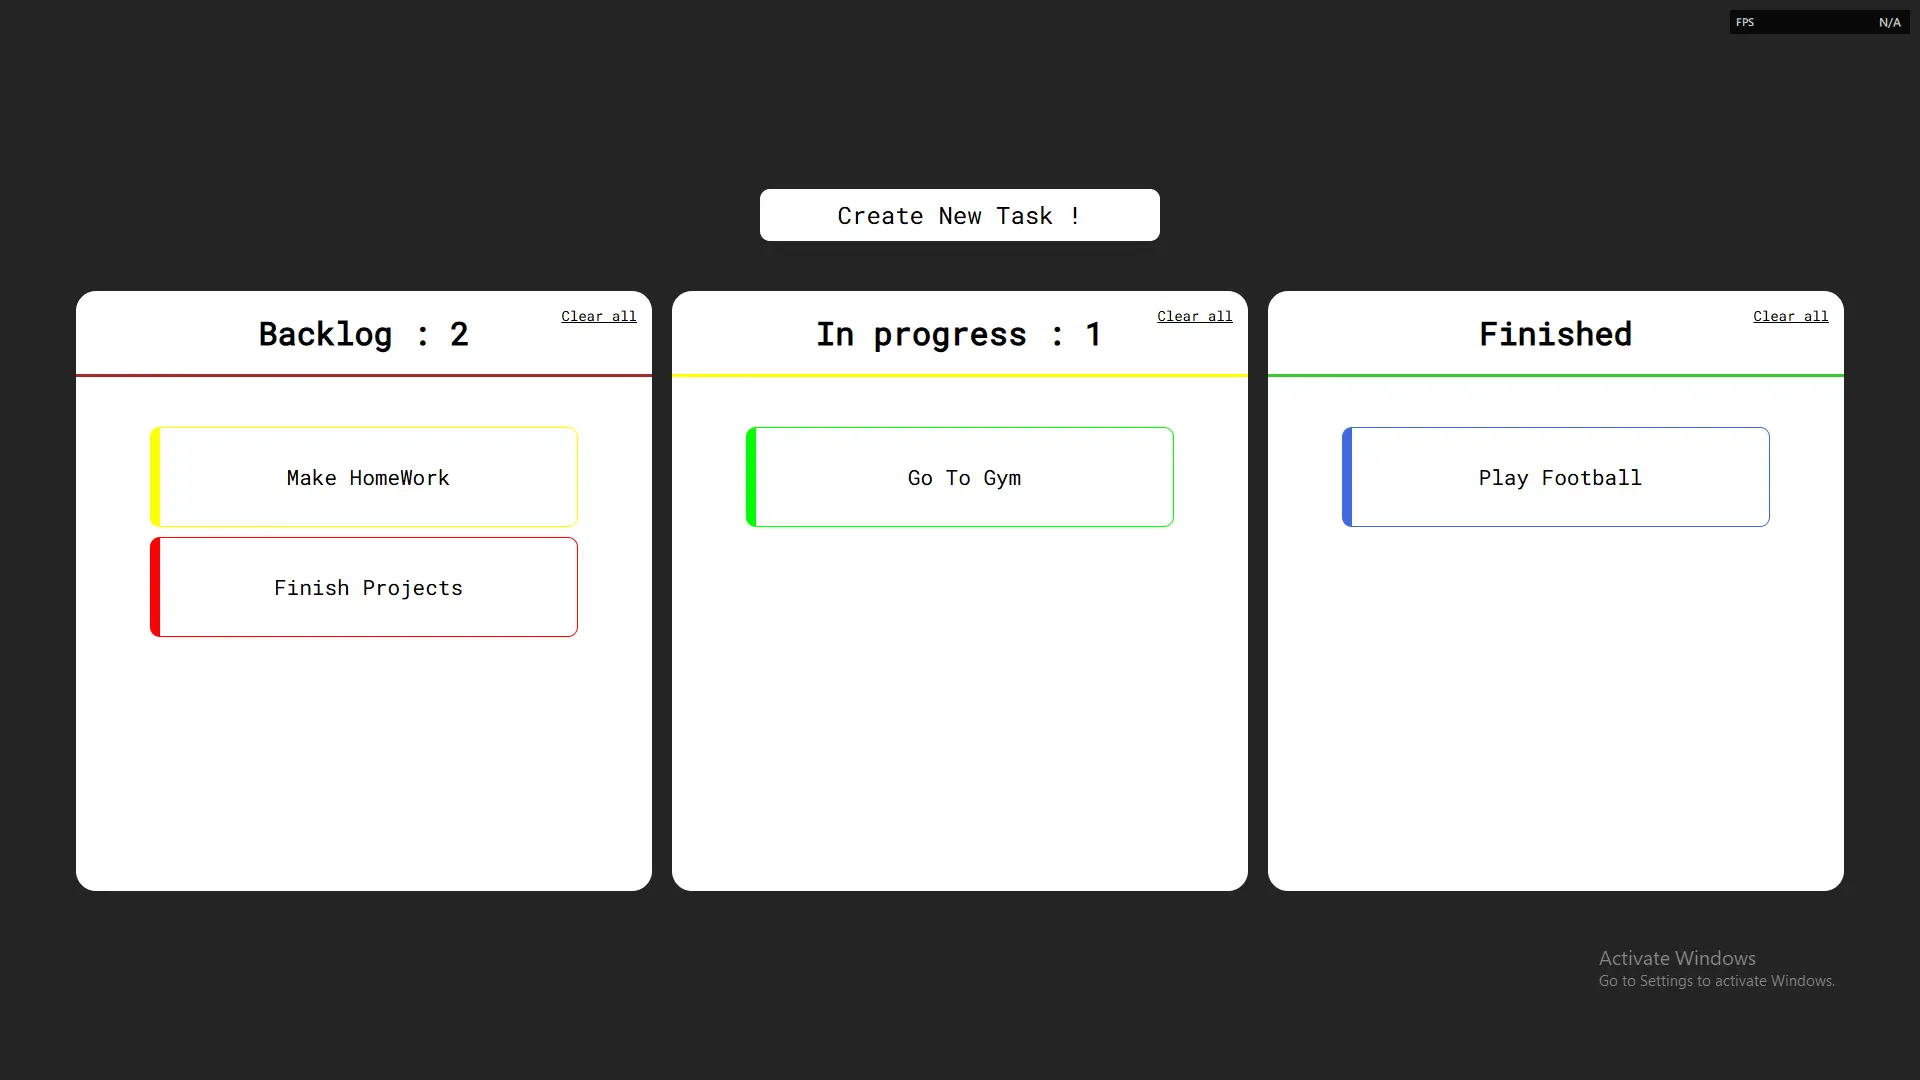 FPS N/A
Create New Task !
Backlog : 2
Clear all
Make HomeWork
Finish Projects
In progress : 1
Clear all
Go To Gym
Finished
Clear all
Play Football
Activate Windows
Go to Settings to activate Windows.